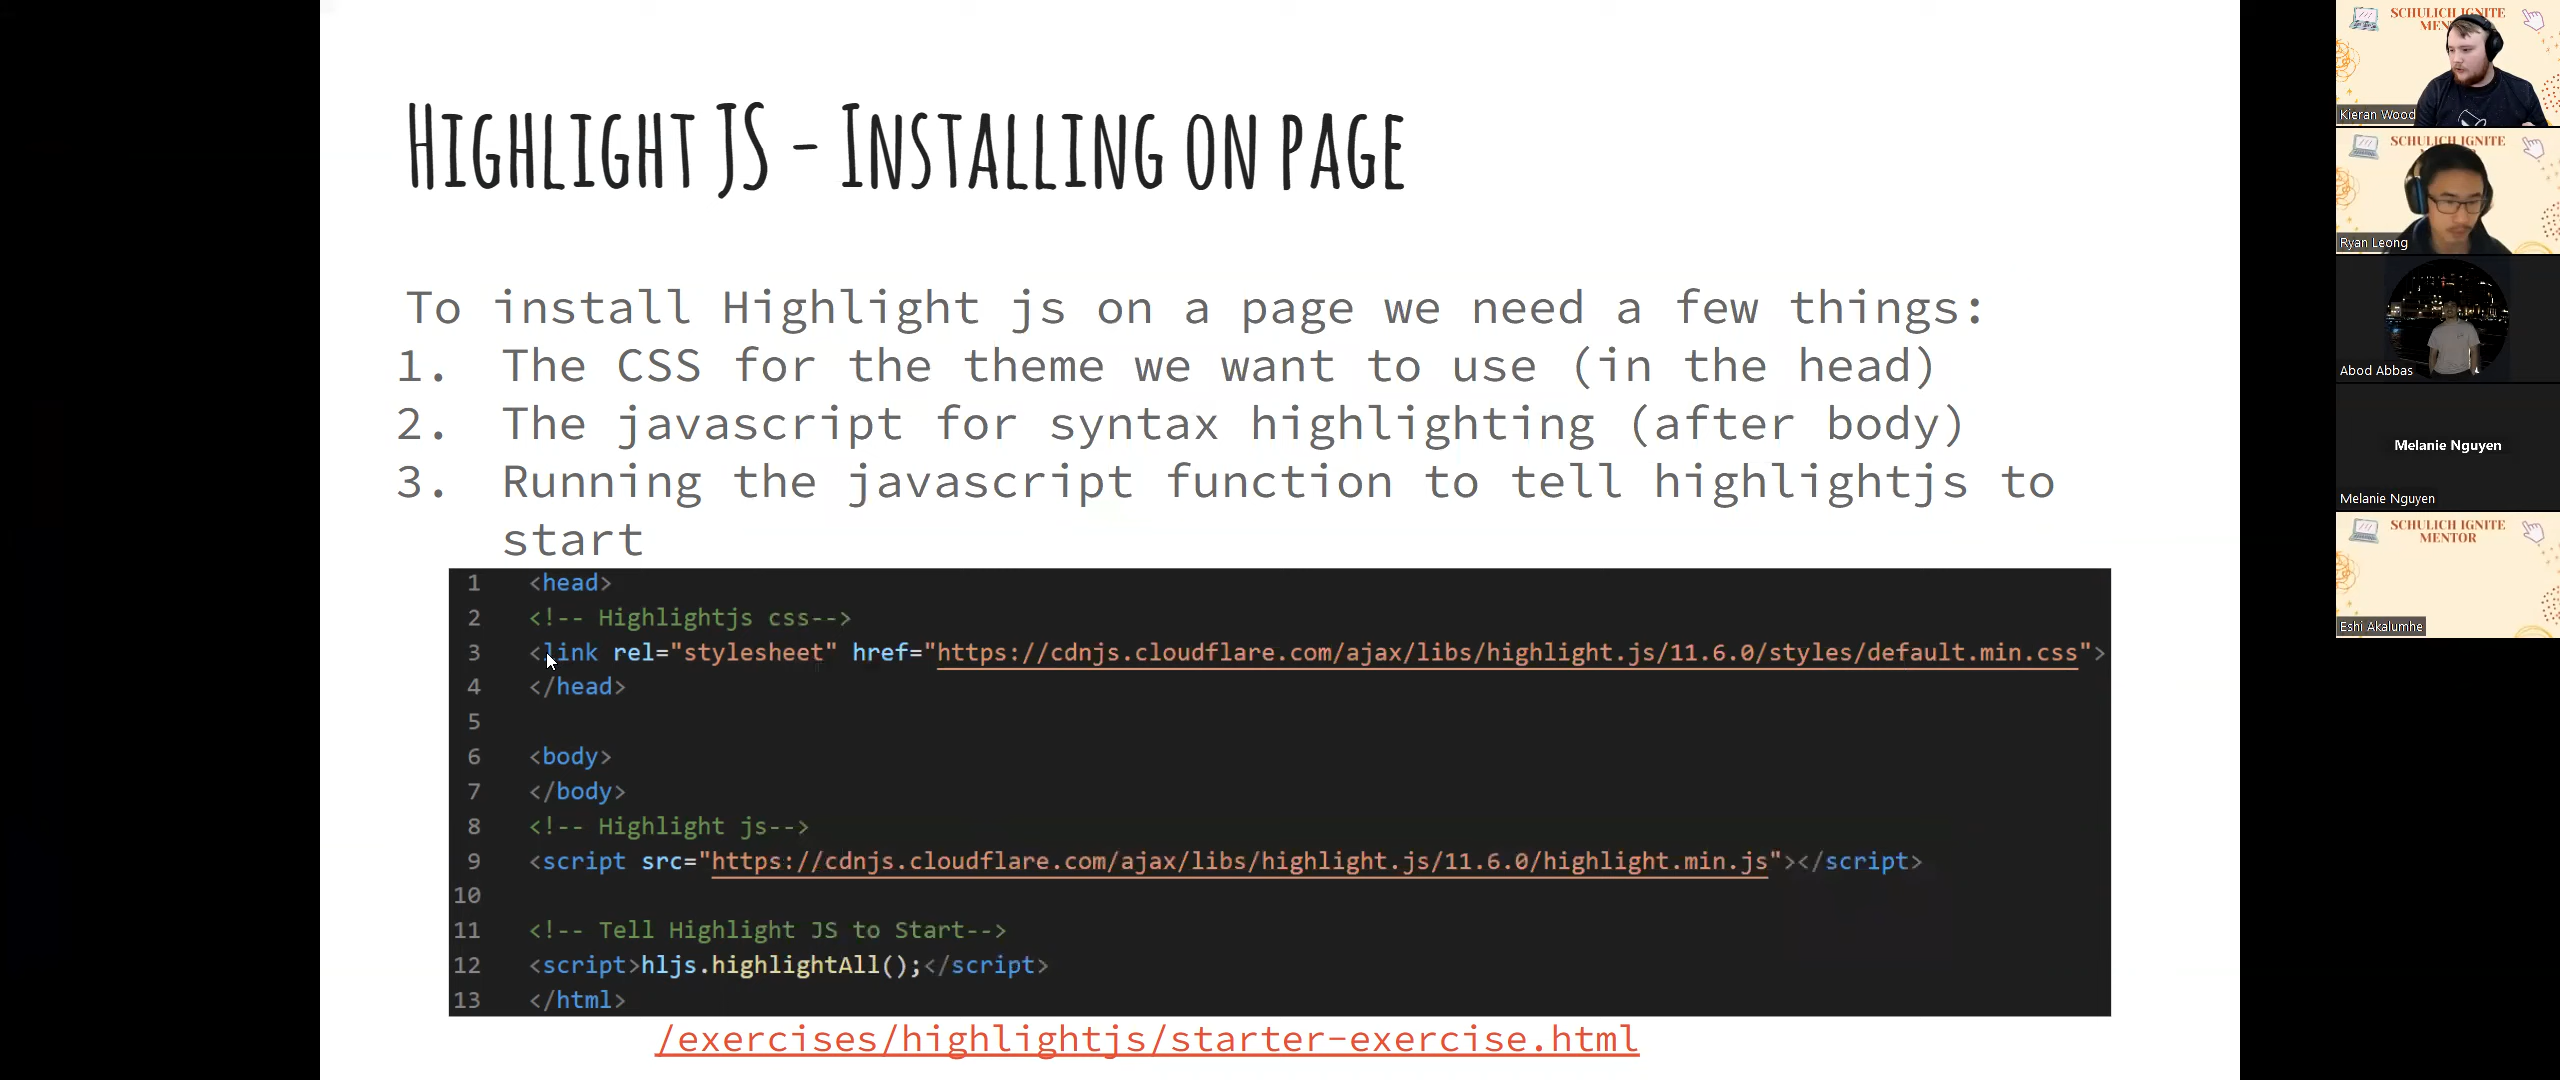 Highlight JS - Installing on page
To install Highlight js on a page we need a few things:
1. The CSS for the theme we want to use (in the head)
2. The javascript for syntax highlighting (after body)
3. Running the javascript function to tell highlightjs to
start
1 <head>
2 <!-- Highlightjs css-->
3 <link rel="stylesheet" href="https://cdnjs.cloudflare.com/ajax/libs/highlight.js/11.6.0/styles/default.min.css">
4 </head>
5
6 <body>
7 </body>
8 <!-- Highlight js-->
9 <script src="https://cdnjs.cloudflare.com/ajax/libs/highlight.js/11.6.0/highlight.min.js"></script>
10
11 <!-- Tell Highlight JS to Start-->
12 <script>hljs.highlightAll();</script>
13 </html>
/exercises/highlightjs/starter-exercise.html
SCHULICH IGNITE
Kieran Wood
SCHULICH IGNITE
Ryan Leong
Abod Abbas
Melanie Nguyen
Melanie Nguyen
SCHULICH IGNITE
MENTOR
Eshi Akalumhe